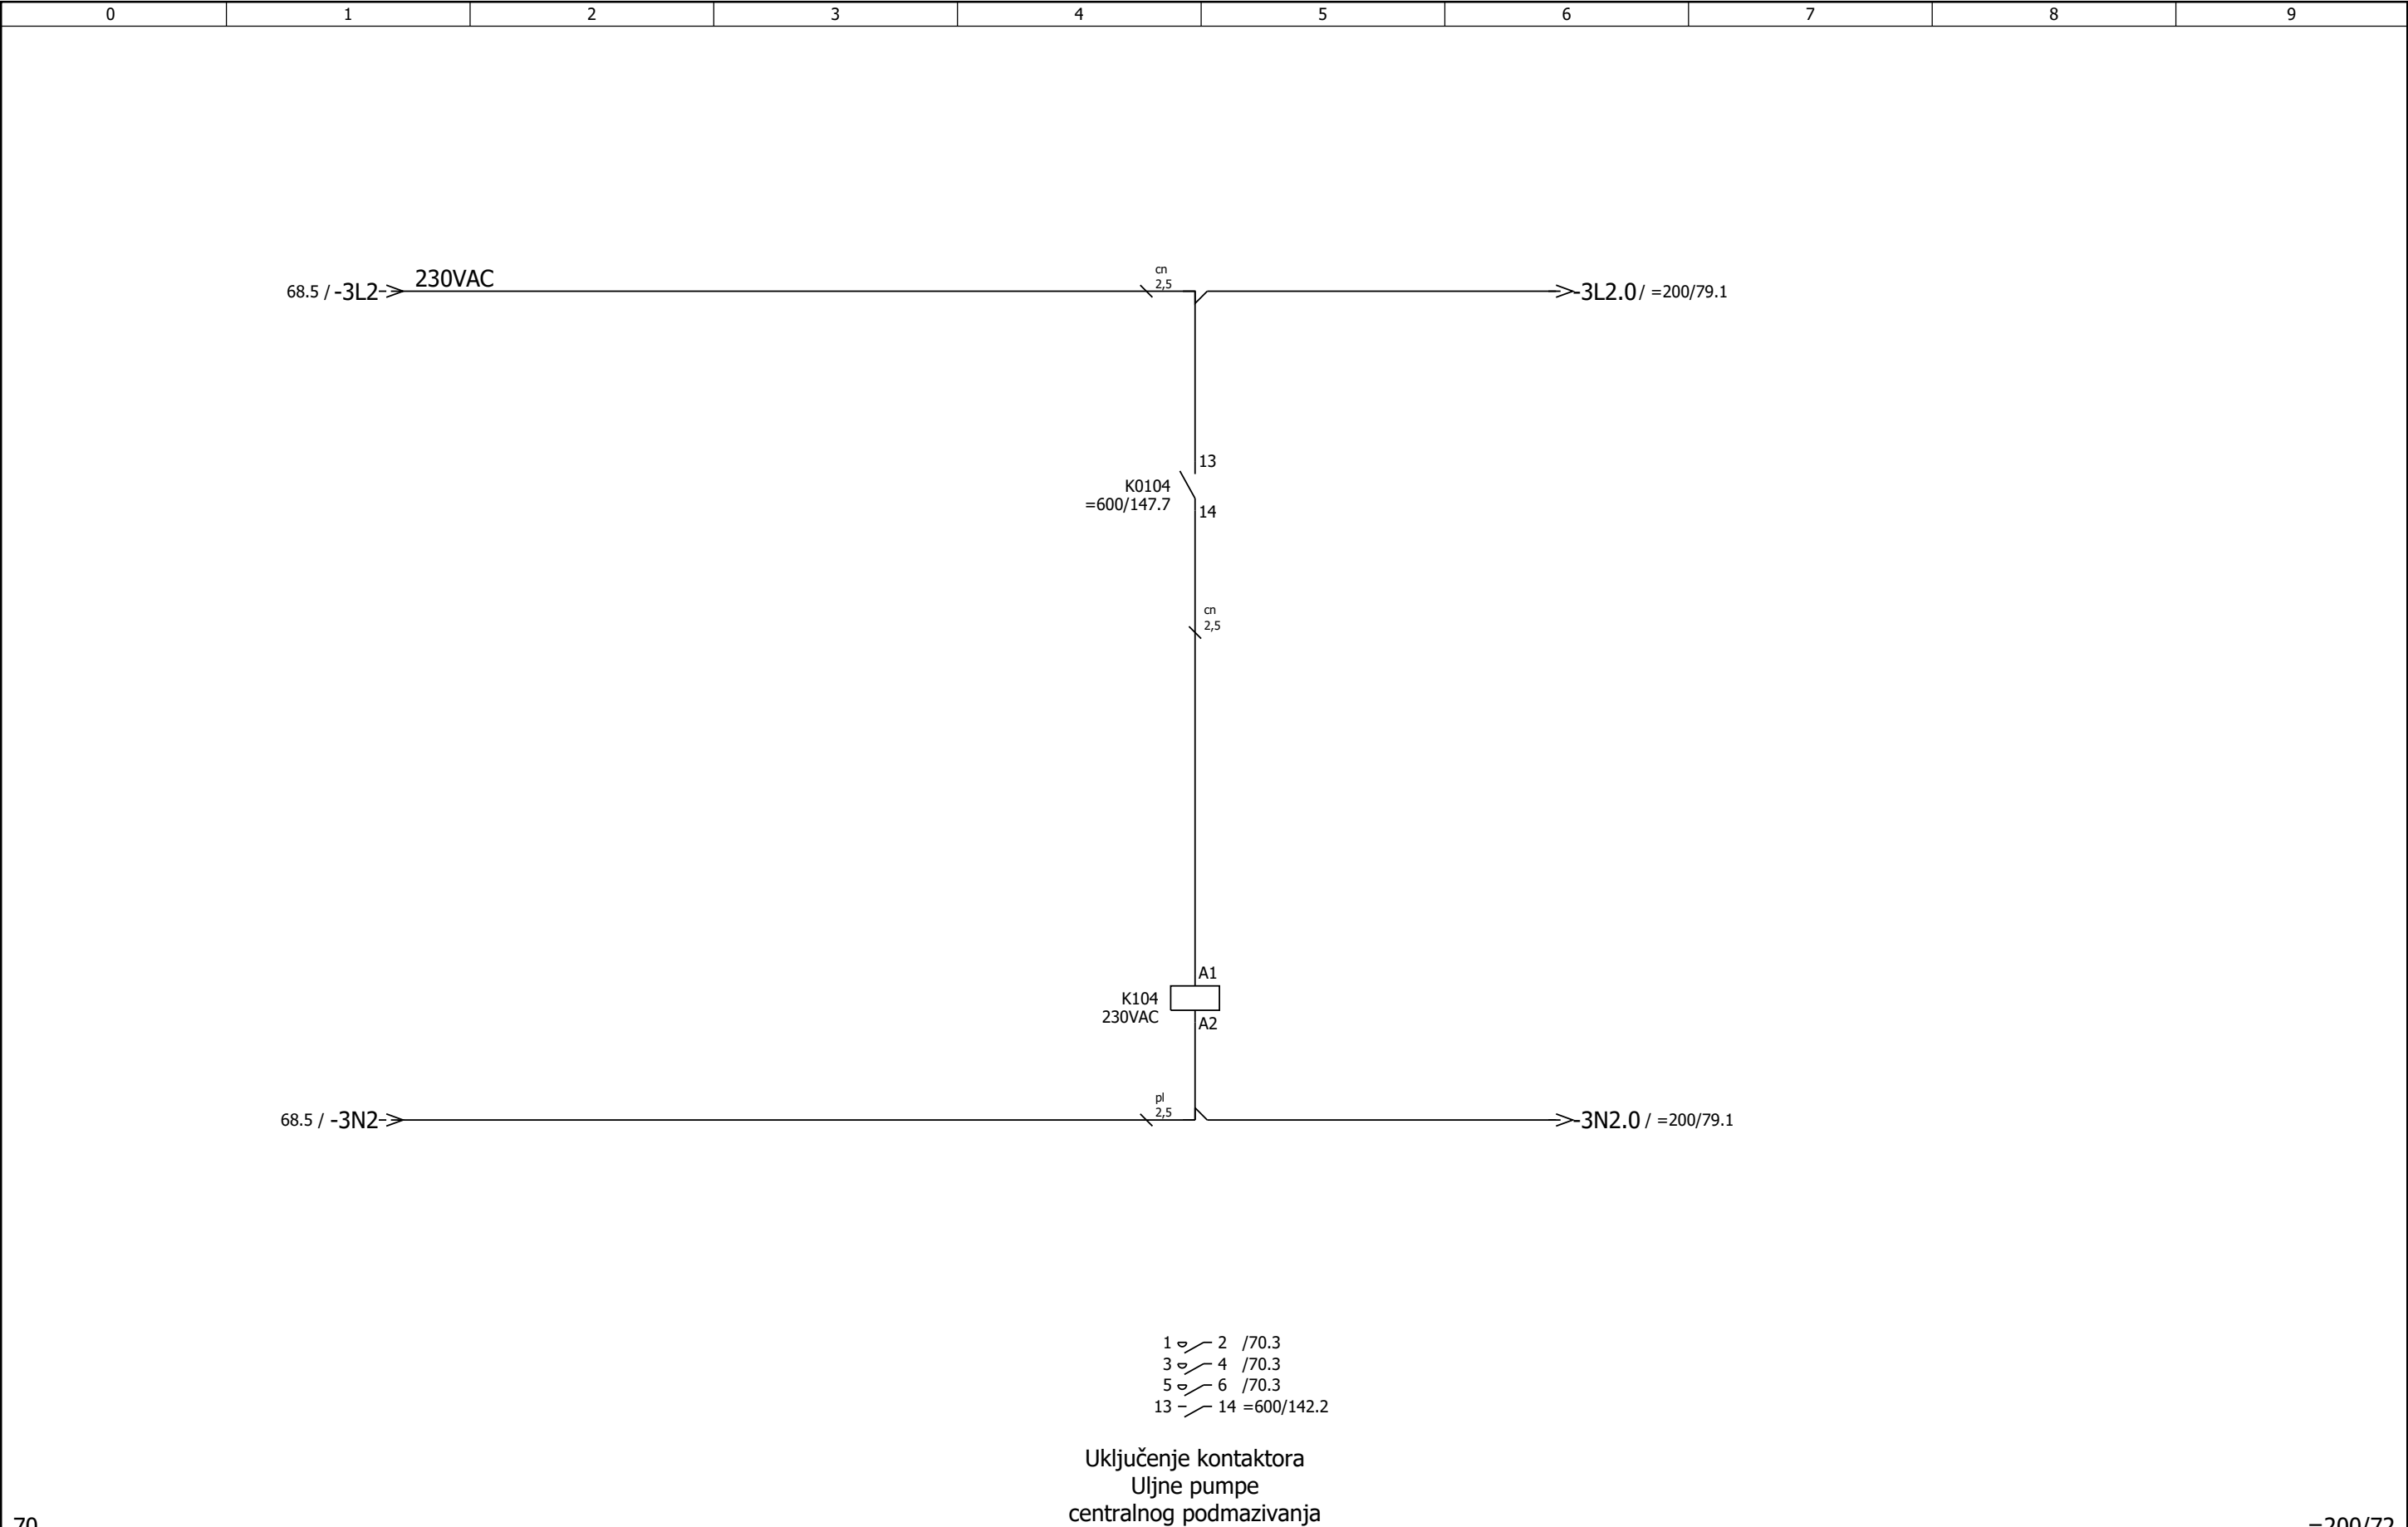 0 1 2 3 4 5 6 7 8 9
230VAC
cn
2,5
68.5 / -3L2
-3L2.0 / =200/79.1
13
K0104
=600/147.7
14
cn
2,5
A1
K104
230VAC
A2
pl
2,5
68.5 / -3N2
-3N2.0 / =200/79.1
1 2 /70.3
3 4 /70.3
5 6 /70.3
13 14 =600/142.2
Uključenje kontaktora
Uljne pumpe
centralnog podmazivanja
70
=200/72